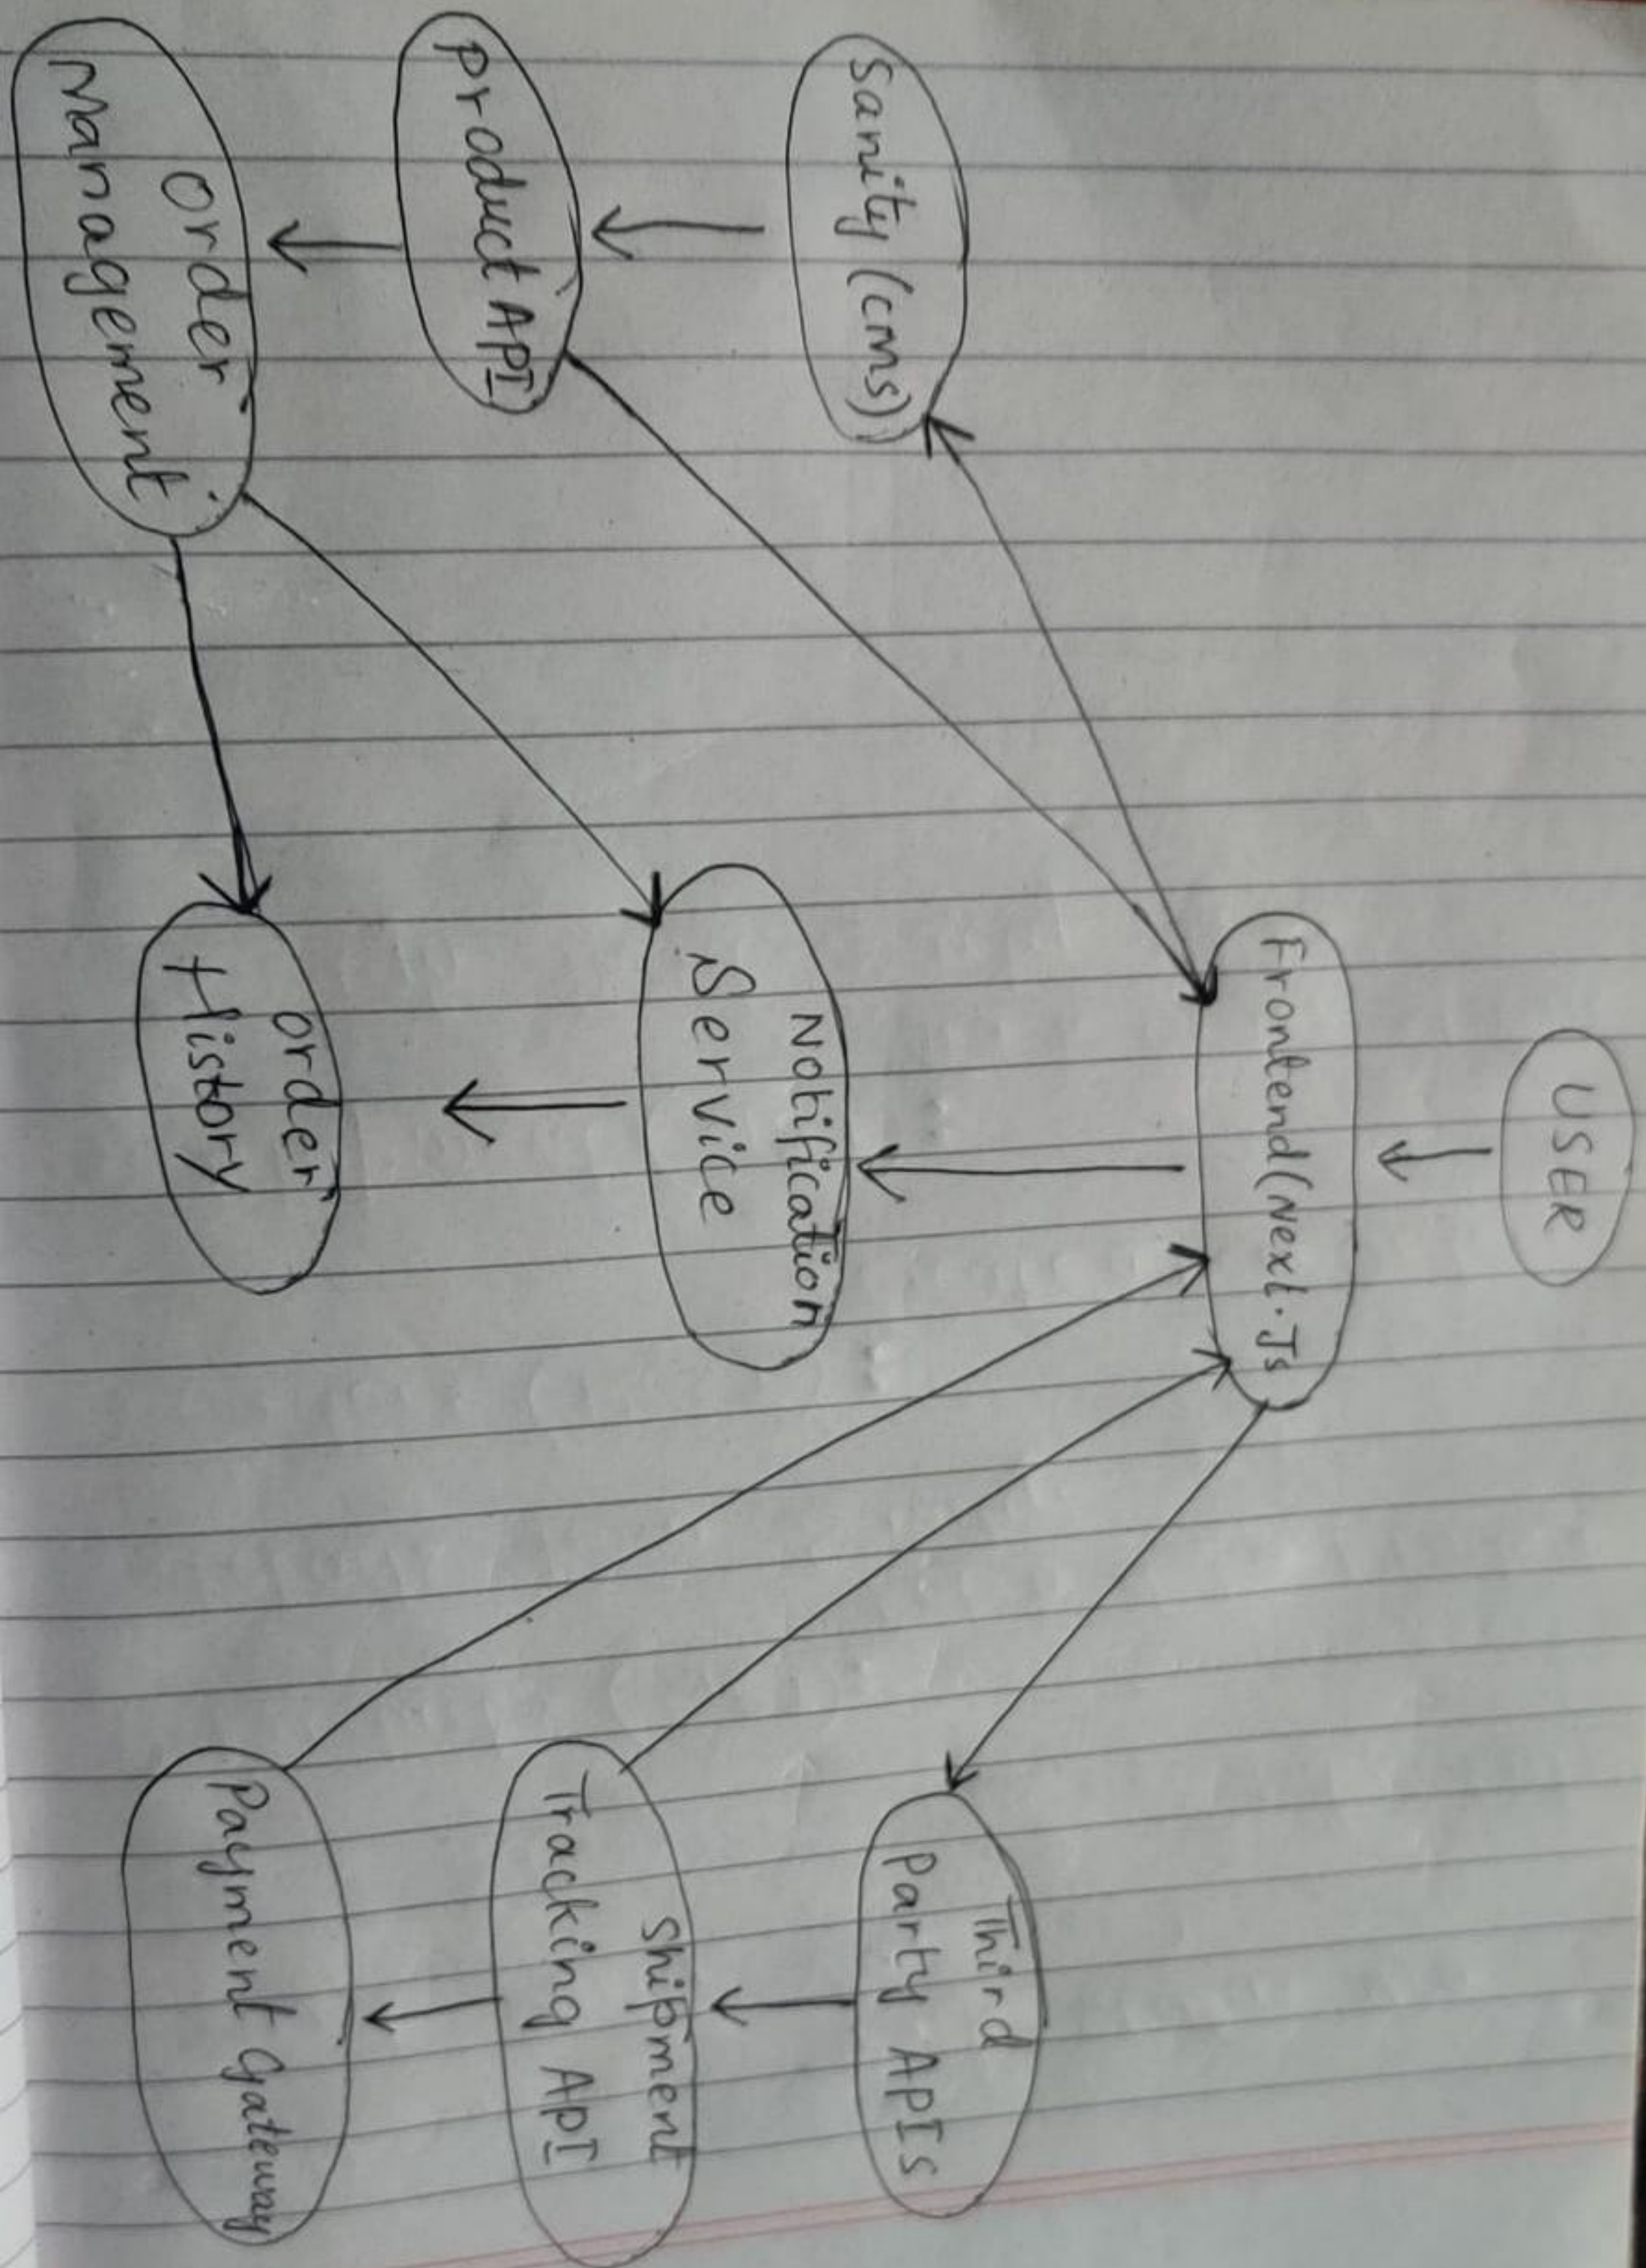 USER
Frontend(Next.Js
Sanity (cms)
Third
Party APIs
Product API
Notification
Service
Shipment
Tracking API
order
Management
order
History
Payment Gateway